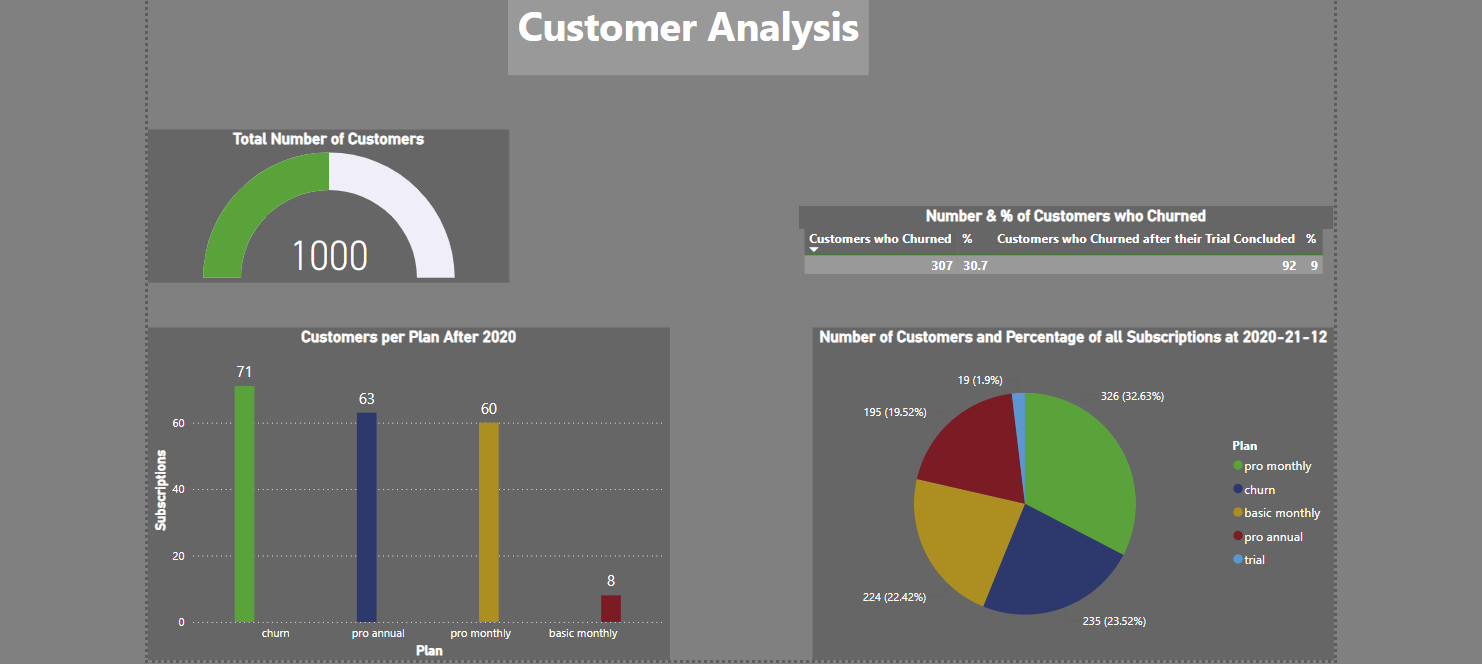 Customer Analysis
Total Number of Customers
1000
Number & % of Customers who Churned
Customers who Churned % Customers who Churned after their Trial Concluded %
307 30.7 92 9
Customers per Plan After 2020
71
63
60
8
60
40
20
0
Subscriptions
churn pro annual pro monthly basic monthly
Plan
Number of Customers and Percentage of all Subscriptions at 2020-21-12
19 (1.9%)
326 (32.63%)
195 (19.52%)
224 (22.42%)
235 (23.52%)
Plan
pro monthly
churn
basic monthly
pro annual
trial